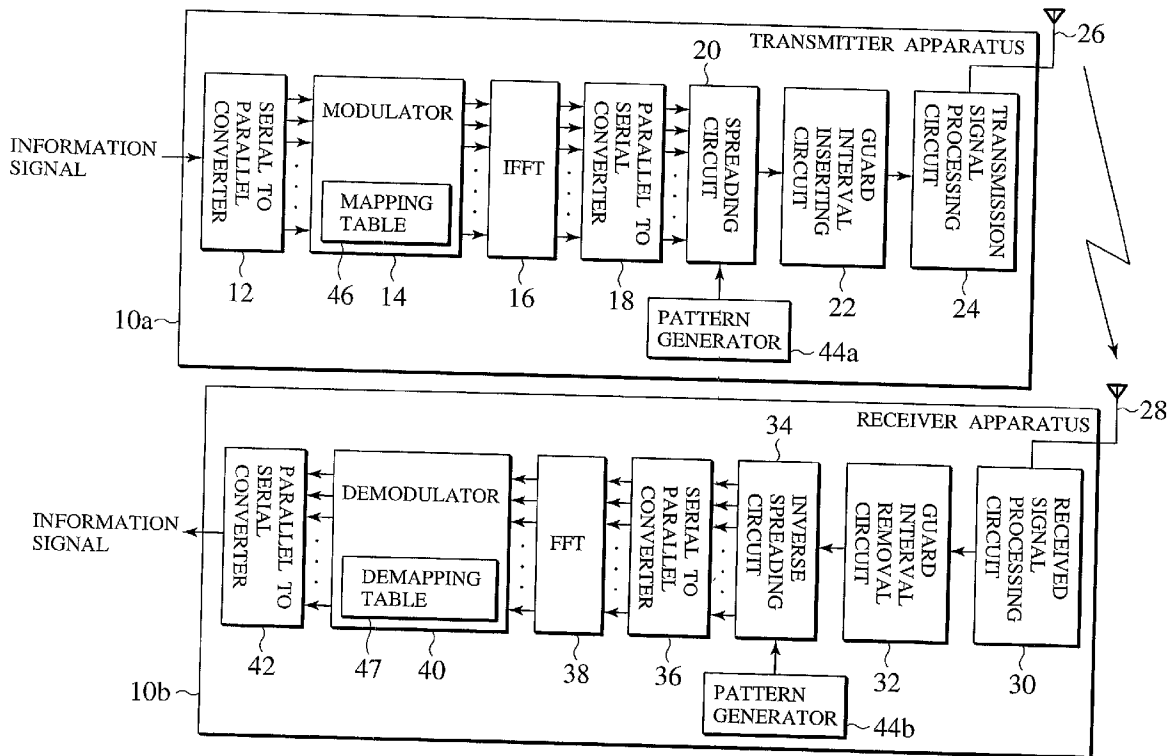 TRANSMITTER APPARATUS
26
20
INFORMATION
SIGNAL
SERIAL TO
PARALLEL
CONVERTER
MODULATOR
MAPPING
TABLE
IFFT
PARALLEL TO
SERIAL
CONVERTER
SPREADING
CIRCUIT
GUARD
INTERVAL
INSERTING
CIRCUIT
TRANSMISSION
SIGNAL
PROCESSING
CIRCUIT
12
46
14
16
18
22
24
10a
PATTERN
GENERATOR
44a
RECEIVER APPARATUS
28
34
INFORMATION
SIGNAL
PARALLEL TO
SERIAL
CONVERTER
DEMODULATOR
DEMAPPING
TABLE
FFT
SERIAL TO
PARALLEL
CONVERTER
INVERSE
SPREADING
CIRCUIT
GUARD
INTERVAL
REMOVAL
CIRCUIT
RECEIVED
SIGNAL
PROCESSING
CIRCUIT
42
47
40
38
36
32
30
10b
PATTERN
GENERATOR
44b